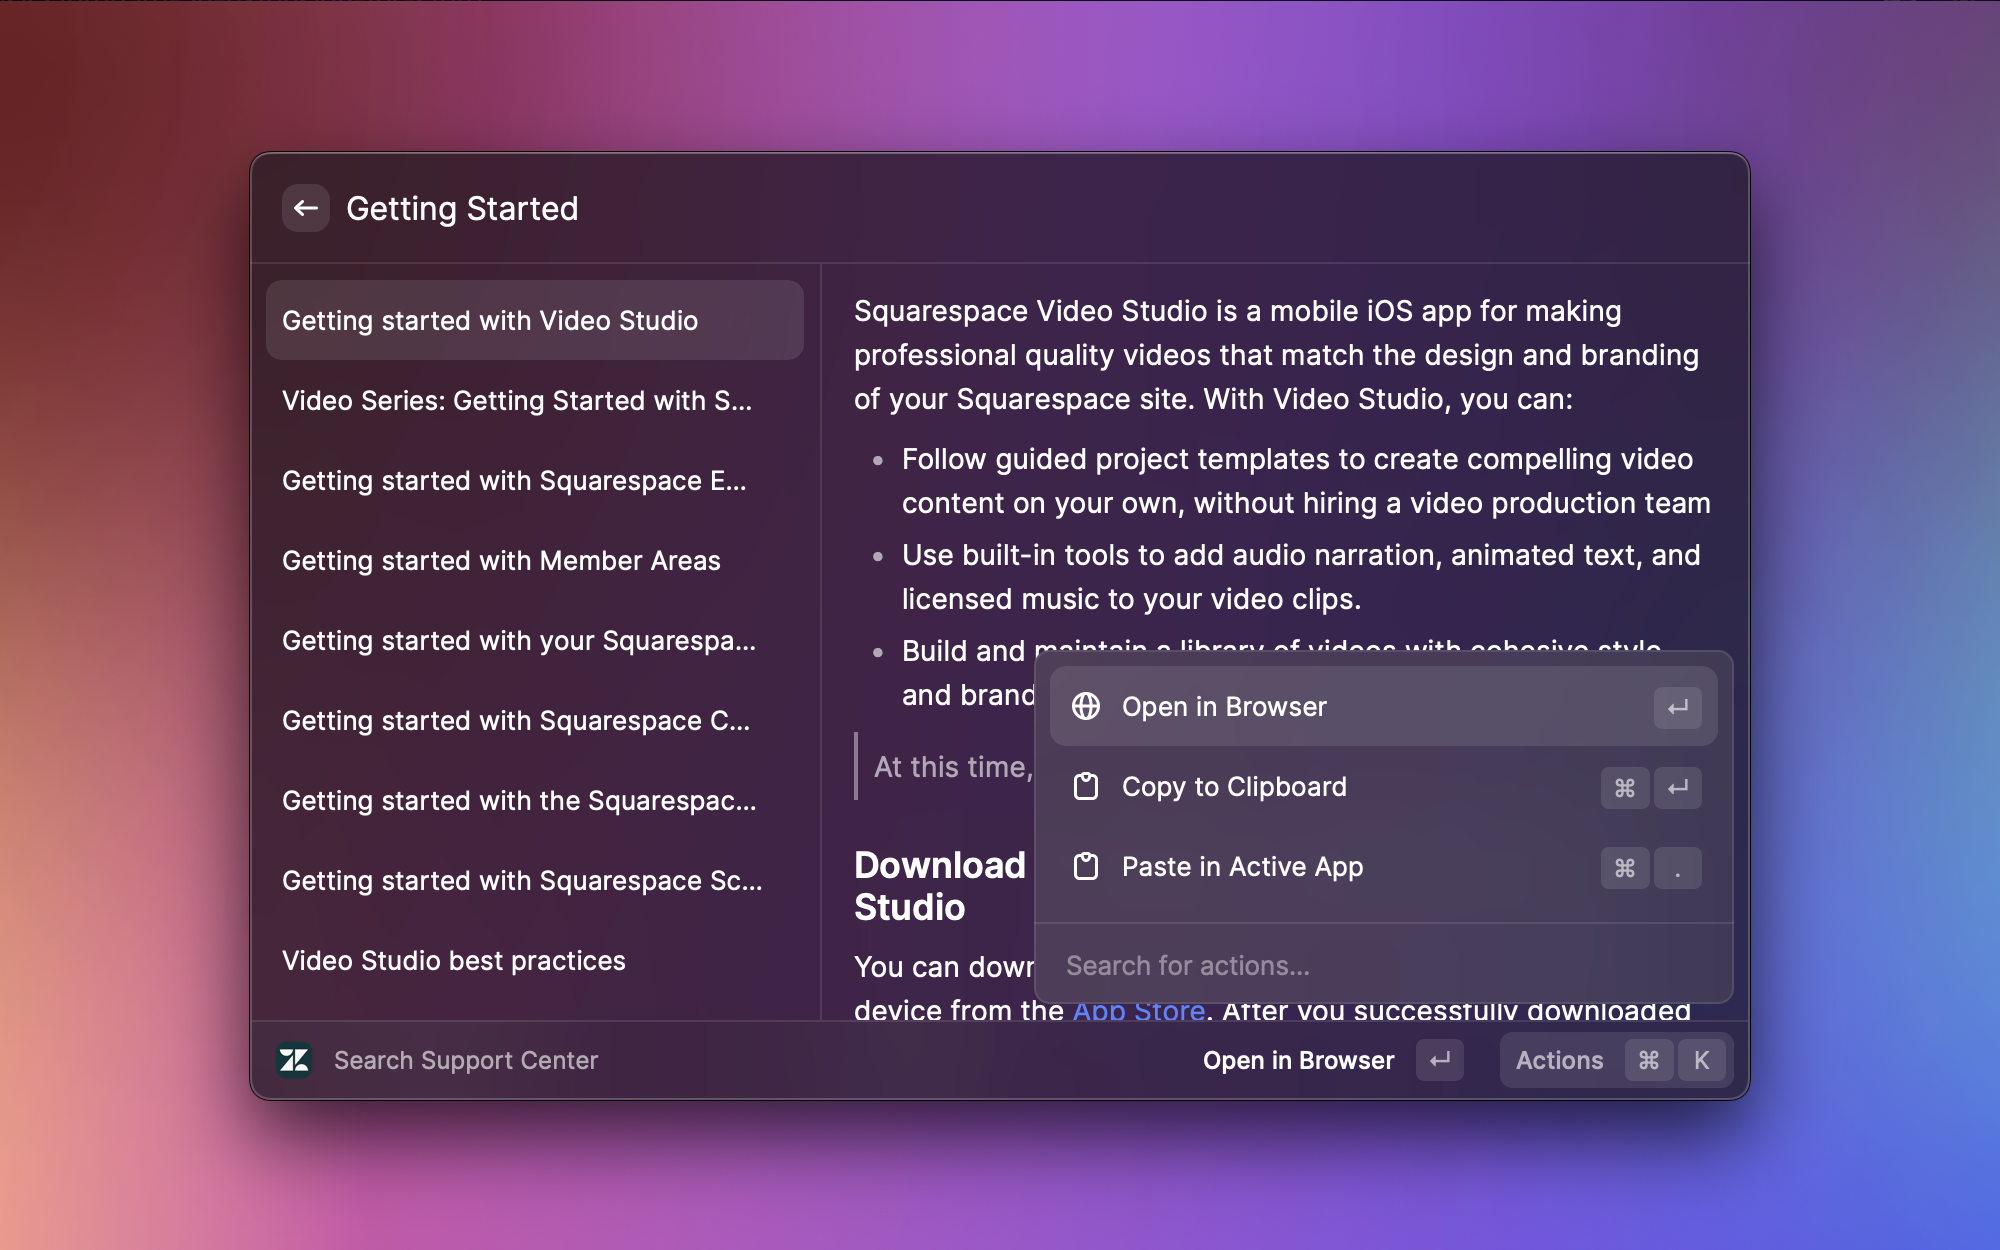 Getting Started
Getting started with Video Studio
Video Series: Getting Started with S...
Getting started with Squarespace E...
Getting started with Member Areas
Getting started with your Squarespa...
Getting started with Squarespace C...
Getting started with the Squarespac...
Getting started with Squarespace Sc...
Video Studio best practices
Squarespace Video Studio is a mobile iOS app for making
professional quality videos that match the design and branding
of your Squarespace site. With Video Studio, you can:
• Follow guided project templates to create compelling video
content on your own, without hiring a video production team
• Use built-in tools to add audio narration, animated text, and
licensed music to your video clips.
• Build and maintain a library of videos with cohesive style
and brand
At this time,
Download
Studio
You can down
device from the App Store. After you successfully downloaded
Open in Browser ↵
Copy to Clipboard ⌘ ↵
Paste in Active App ⌘ .
Search for actions...
Search Support Center
Open in Browser ↵
Actions ⌘ K